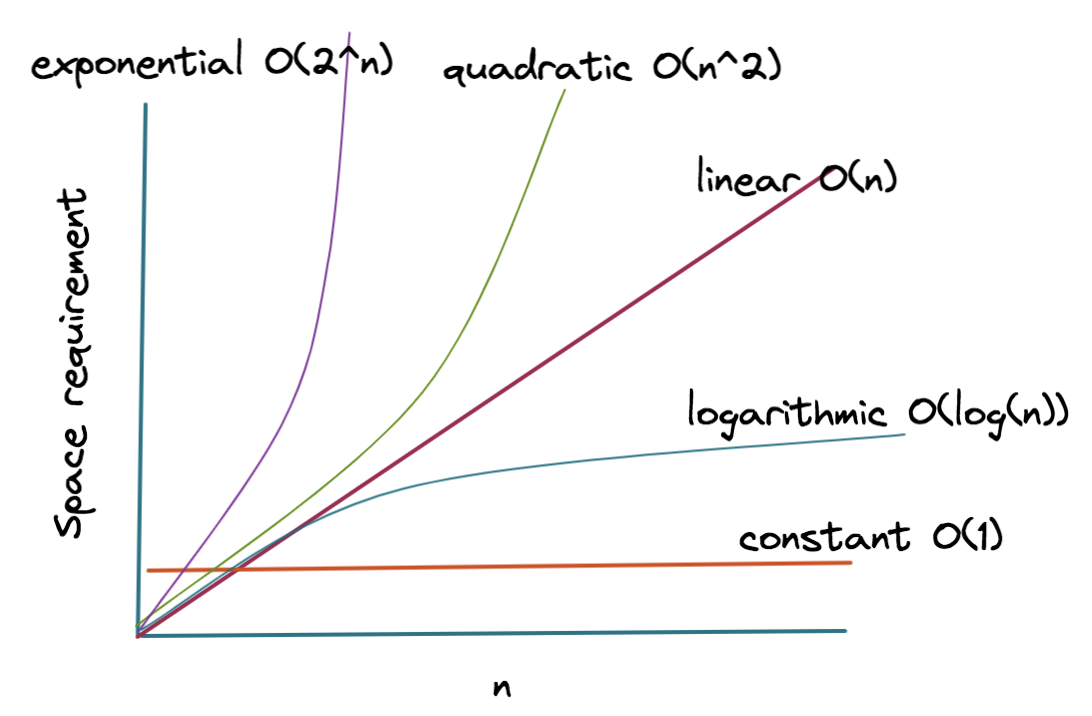 exponential O(2^n)
quadratic O(n^2)
linear O(n)
Space requirement
logarithmic O(log(n))
constant O(1)
n